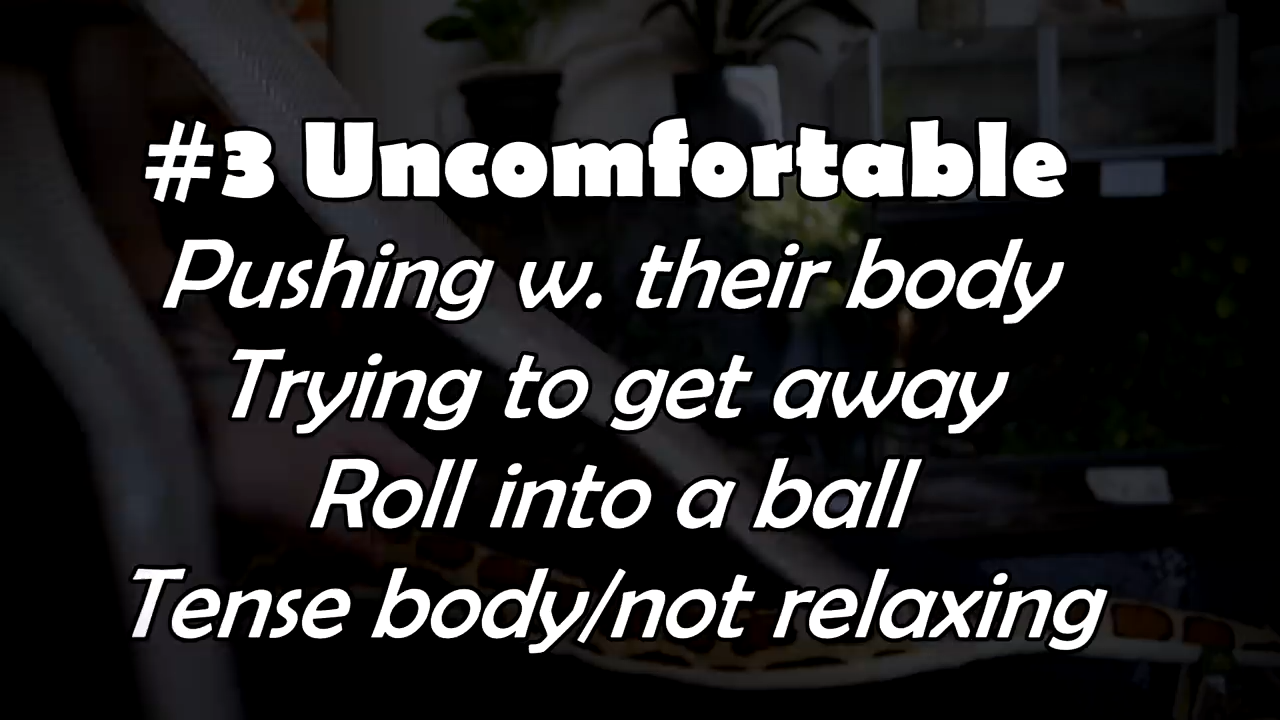 #3 Uncomfortable
Pushing w. their body
Trying to get away
Roll into a ball
Tense body/not relaxing